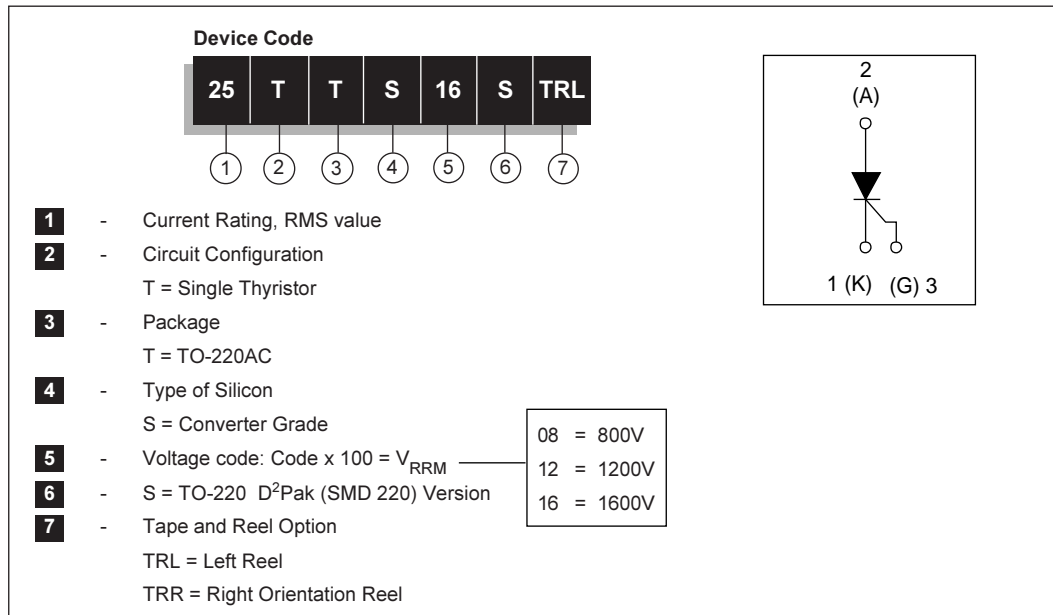 Device Code
25 T T S 16 S TRL
1 2 3 4 5 6 7
1 - Current Rating, RMS value
2 - Circuit Configuration
T = Single Thyristor
3 - Package
T = TO-220AC
4 - Type of Silicon
S = Converter Grade
5 - Voltage code: Code x 100 = VRRM
6 - S = TO-220 D²Pak (SMD 220) Version
7 - Tape and Reel Option
TRL = Left Reel
TRR = Right Orientation Reel
08 = 800V
12 = 1200V
16 = 1600V
2
(A)
1 (K) (G) 3